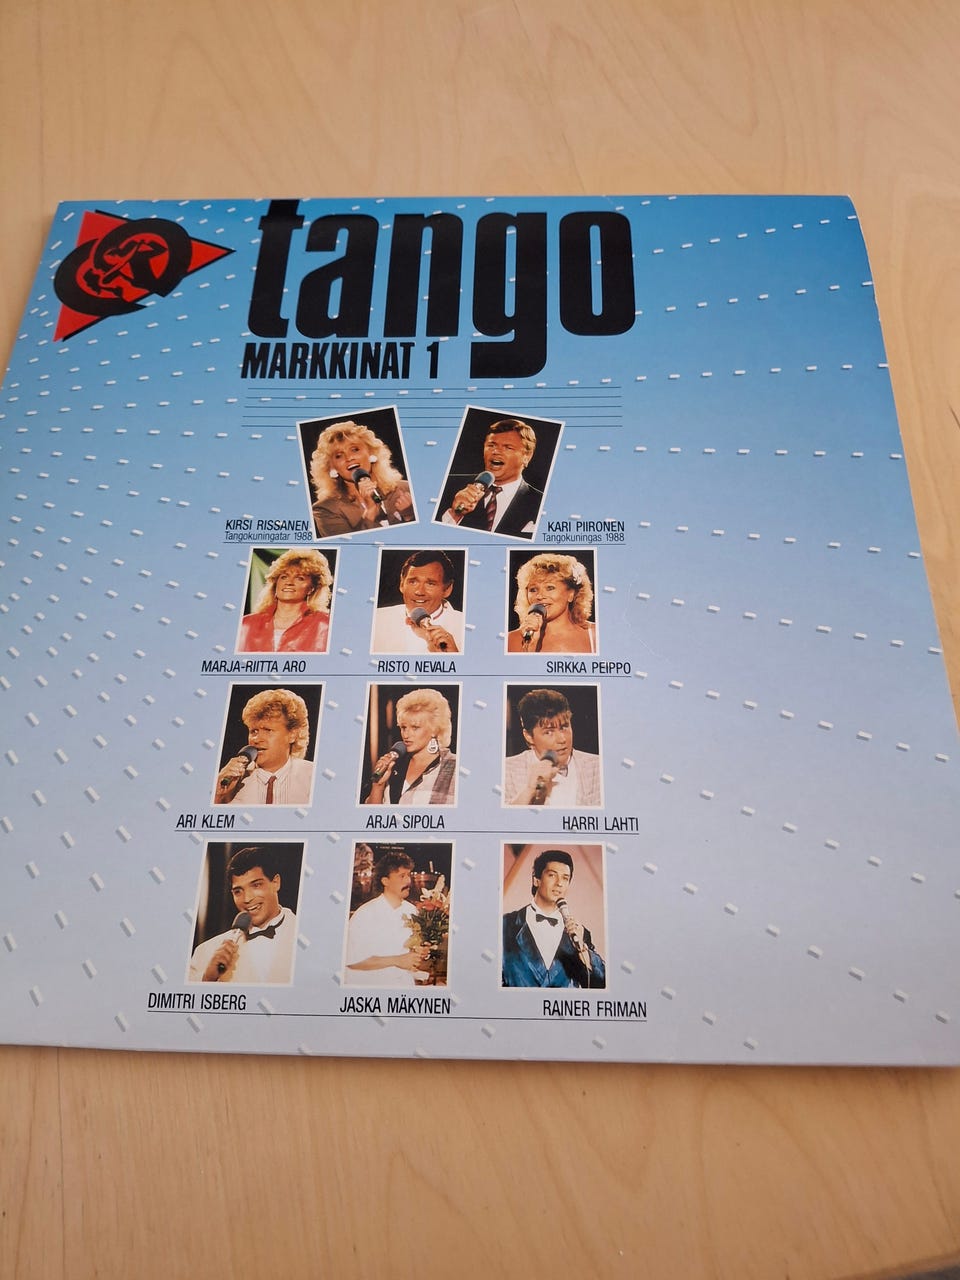 tango
MARKKINAT 1
KIRSI RISSANEN
Tangokuningatar 1988
KARI PIIRONEN
Tangokuningas 1988
MARJA-RIITTA ARO
RISTO NEVALA
SIRKKA PEIPPO
ARI KLEM
ARJA SIPOLA
HARRI LAHTI
DIMITRI ISBERG
JASKA MÄKYNEN
RAINER FRIMAN